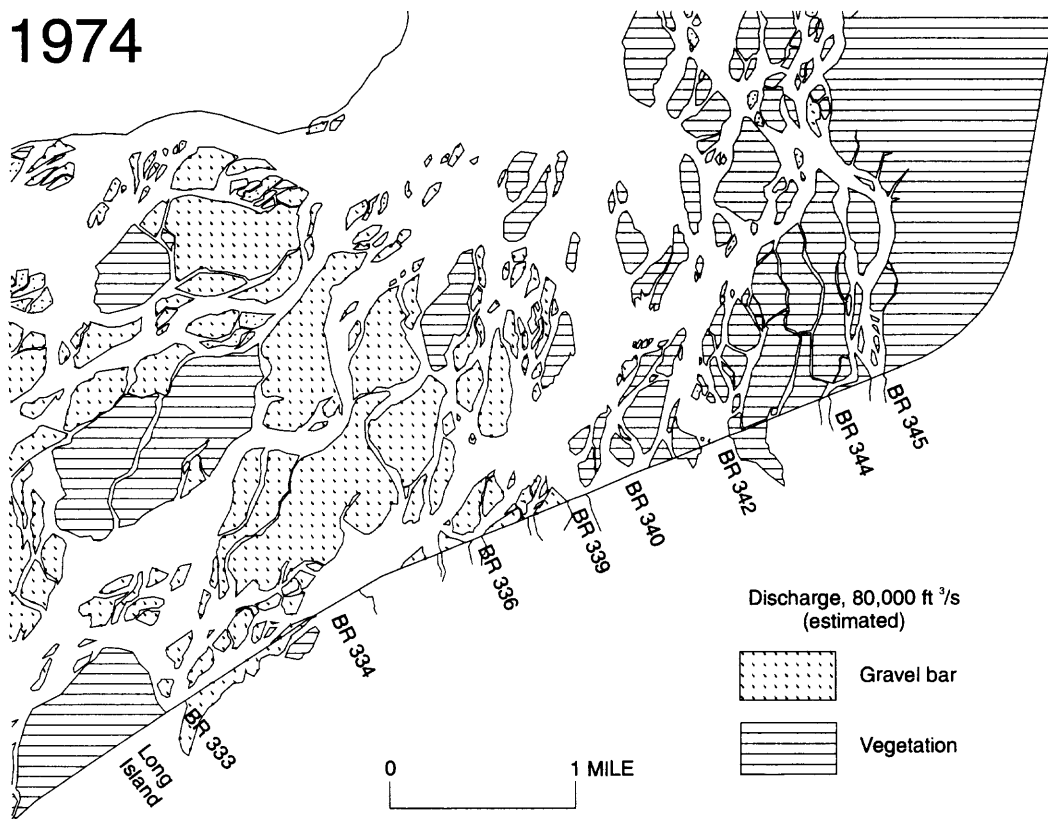 1974
BR 345
BR 344
BR 342
BR 340
BR 339
BR 336
BR 334
BR 333
Long
Island
Discharge, 80,000 ft ³/s
(estimated)
Gravel bar
Vegetation
0 1 MILE